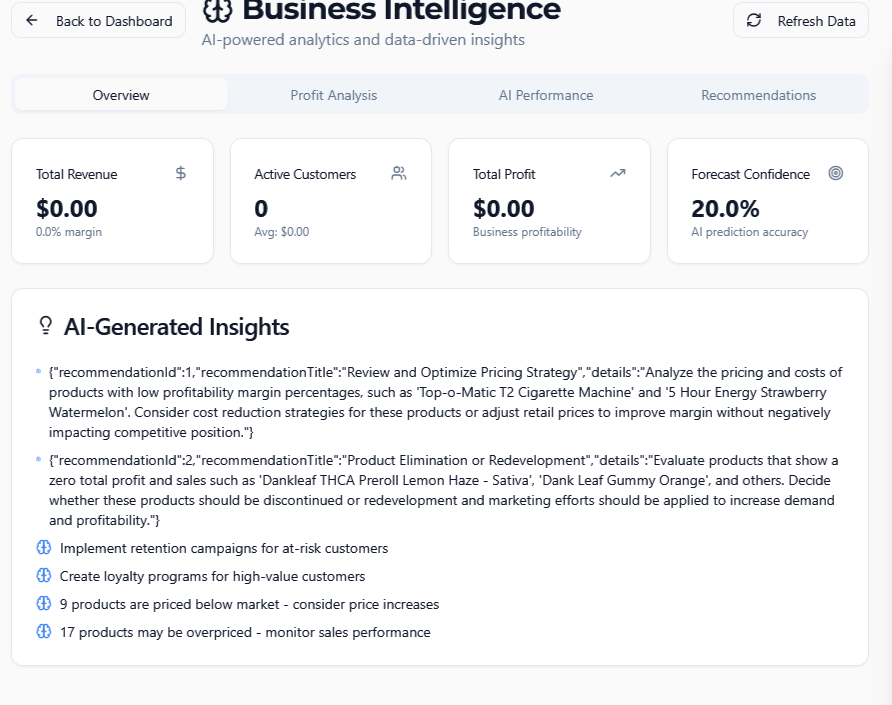 Back to Dashboard
Business Intelligence
AI-powered analytics and data-driven insights
Refresh Data
Overview
Profit Analysis
AI Performance
Recommendations
Total Revenue
$
$0.00
0.0% margin
Active Customers
0
Avg: $0.00
Total Profit
$0.00
Business profitability
Forecast Confidence
20.0%
AI prediction accuracy
AI-Generated Insights
{"recommendationId":1,"recommendationTitle":"Review and Optimize Pricing Strategy","details":"Analyze the pricing and costs of
products with low profitability margin percentages, such as 'Top-o-Matic T2 Cigarette Machine' and '5 Hour Energy Strawberry
Watermelon'. Consider cost reduction strategies for these products or adjust retail prices to improve margin without negatively
impacting competitive position."}
{"recommendationId":2,"recommendationTitle":"Product Elimination or Redevelopment","details":"Evaluate products that show a
zero total profit and sales such as 'Dankleaf THCA Preroll Lemon Haze - Sativa', 'Dank Leaf Gummy Orange', and others. Decide
whether these products should be discontinued or redevelopment and marketing efforts should be applied to increase demand
and profitability."}
Implement retention campaigns for at-risk customers
Create loyalty programs for high-value customers
9 products are priced below market - consider price increases
17 products may be overpriced - monitor sales performance